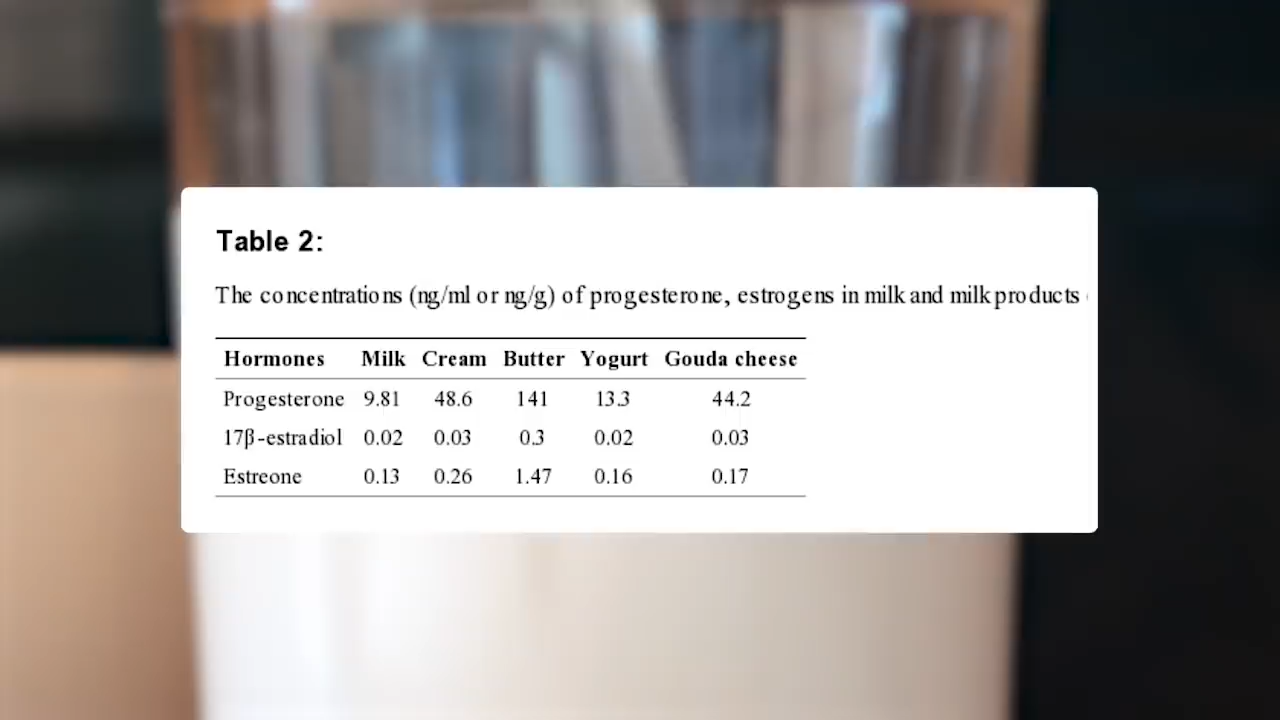 Table 2:
The concentrations (ng/ml or ng/g) of progesterone, estrogens in milk and milk products
Hormones Milk Cream Butter Yogurt Gouda cheese
Progesterone 9.81 48.6 141 13.3 44.2
17β-estradiol 0.02 0.03 0.3 0.02 0.03
Estreone 0.13 0.26 1.47 0.16 0.17